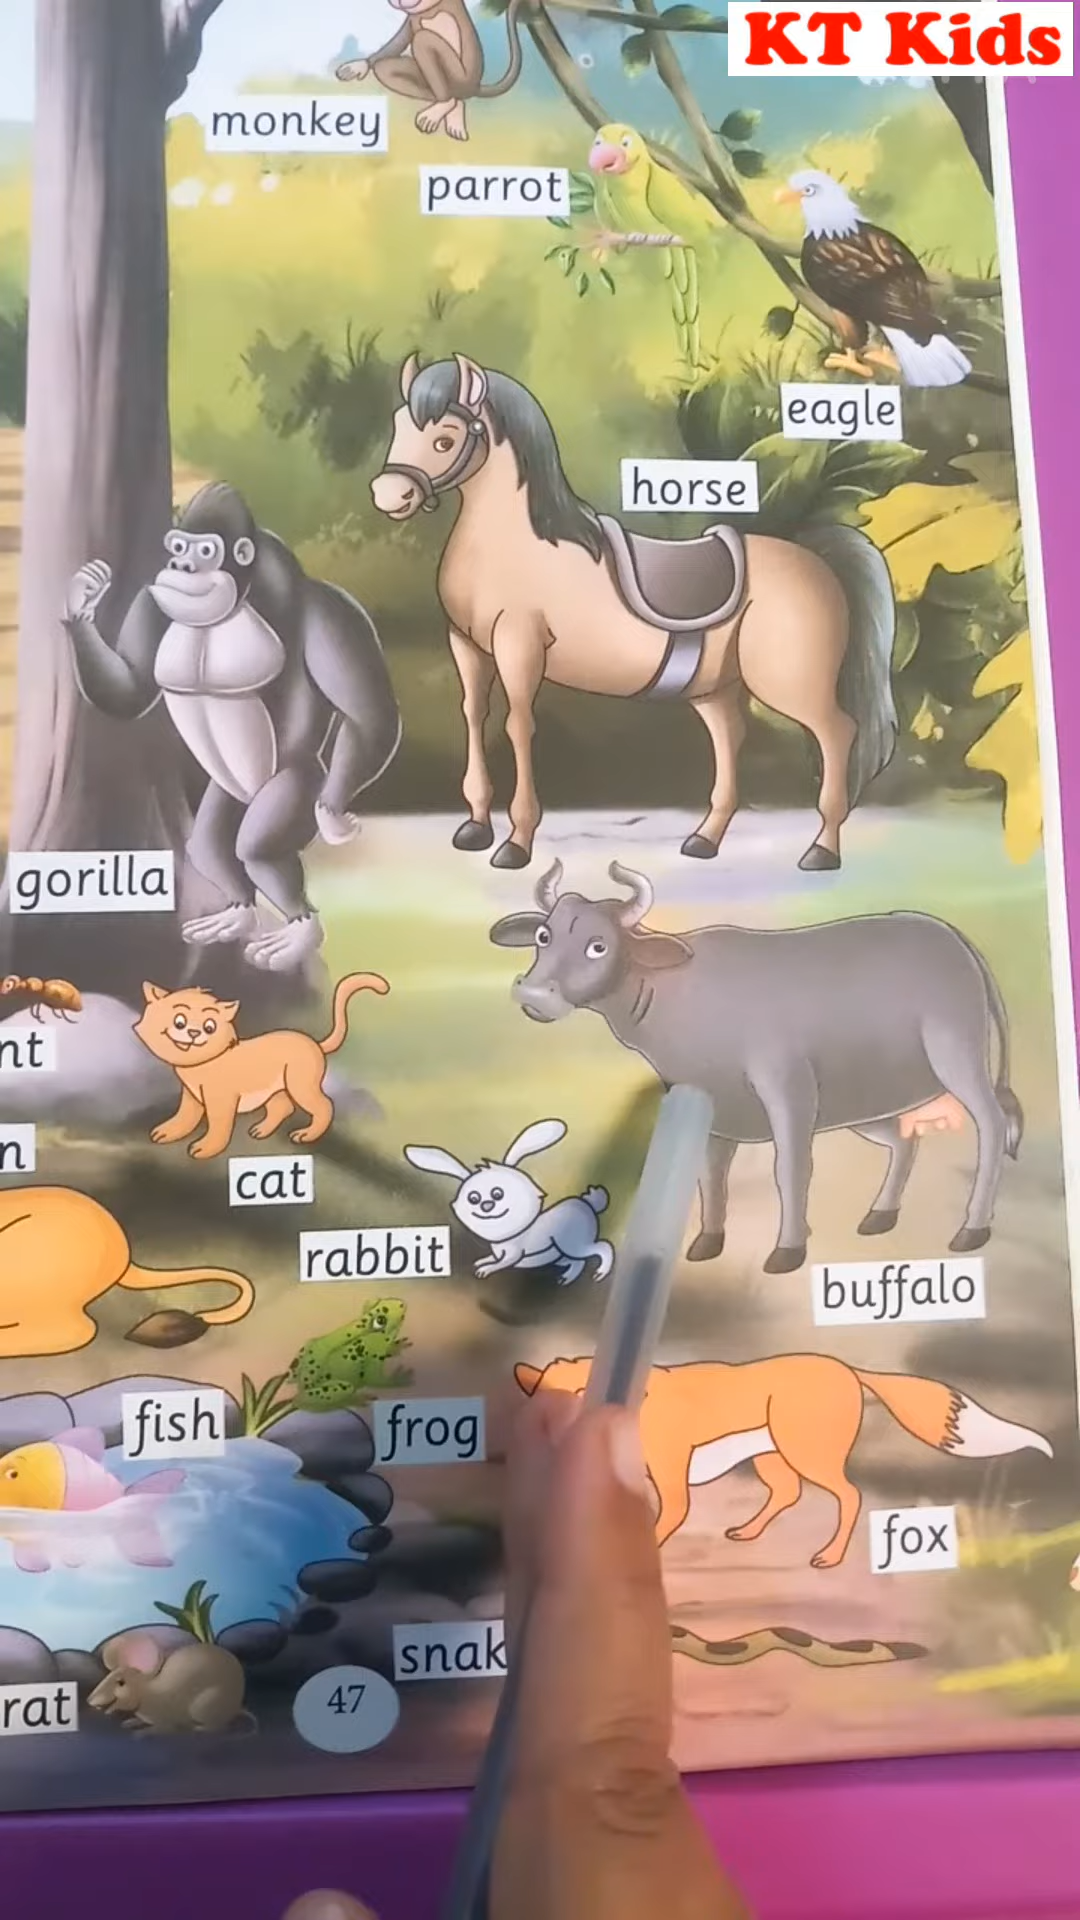 KT Kids
monkey
parrot
eagle
horse
gorilla
nt
n
cat
rabbit
buffalo
fish
frog
fox
snak
rat
47